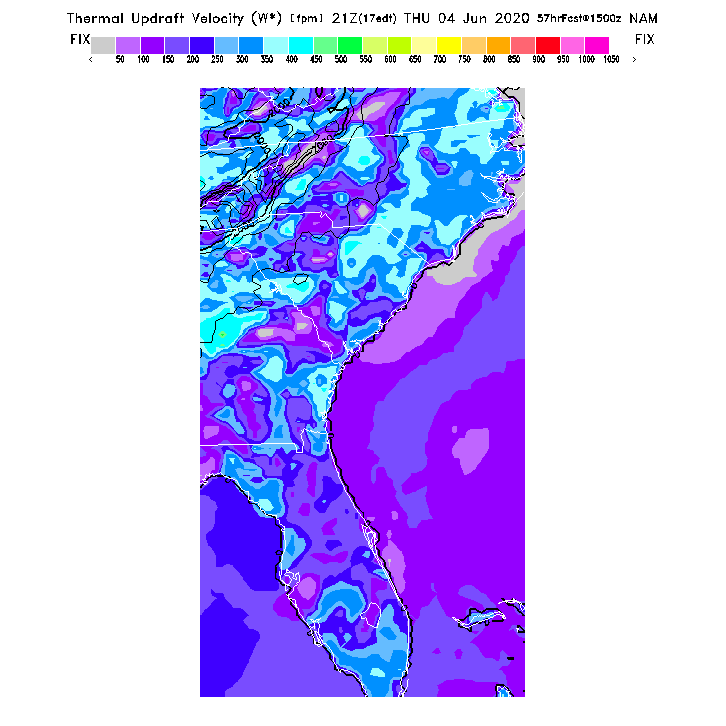 Thermal Updraft Velocity (W*) [fpm] 21Z(17edt) THU 04 Jun 2020 57hrFcst@1500z NAM
FIX FIX
< 50 100 150 200 250 300 350 400 450 500 550 600 650 700 750 800 850 900 950 1000 1050 >